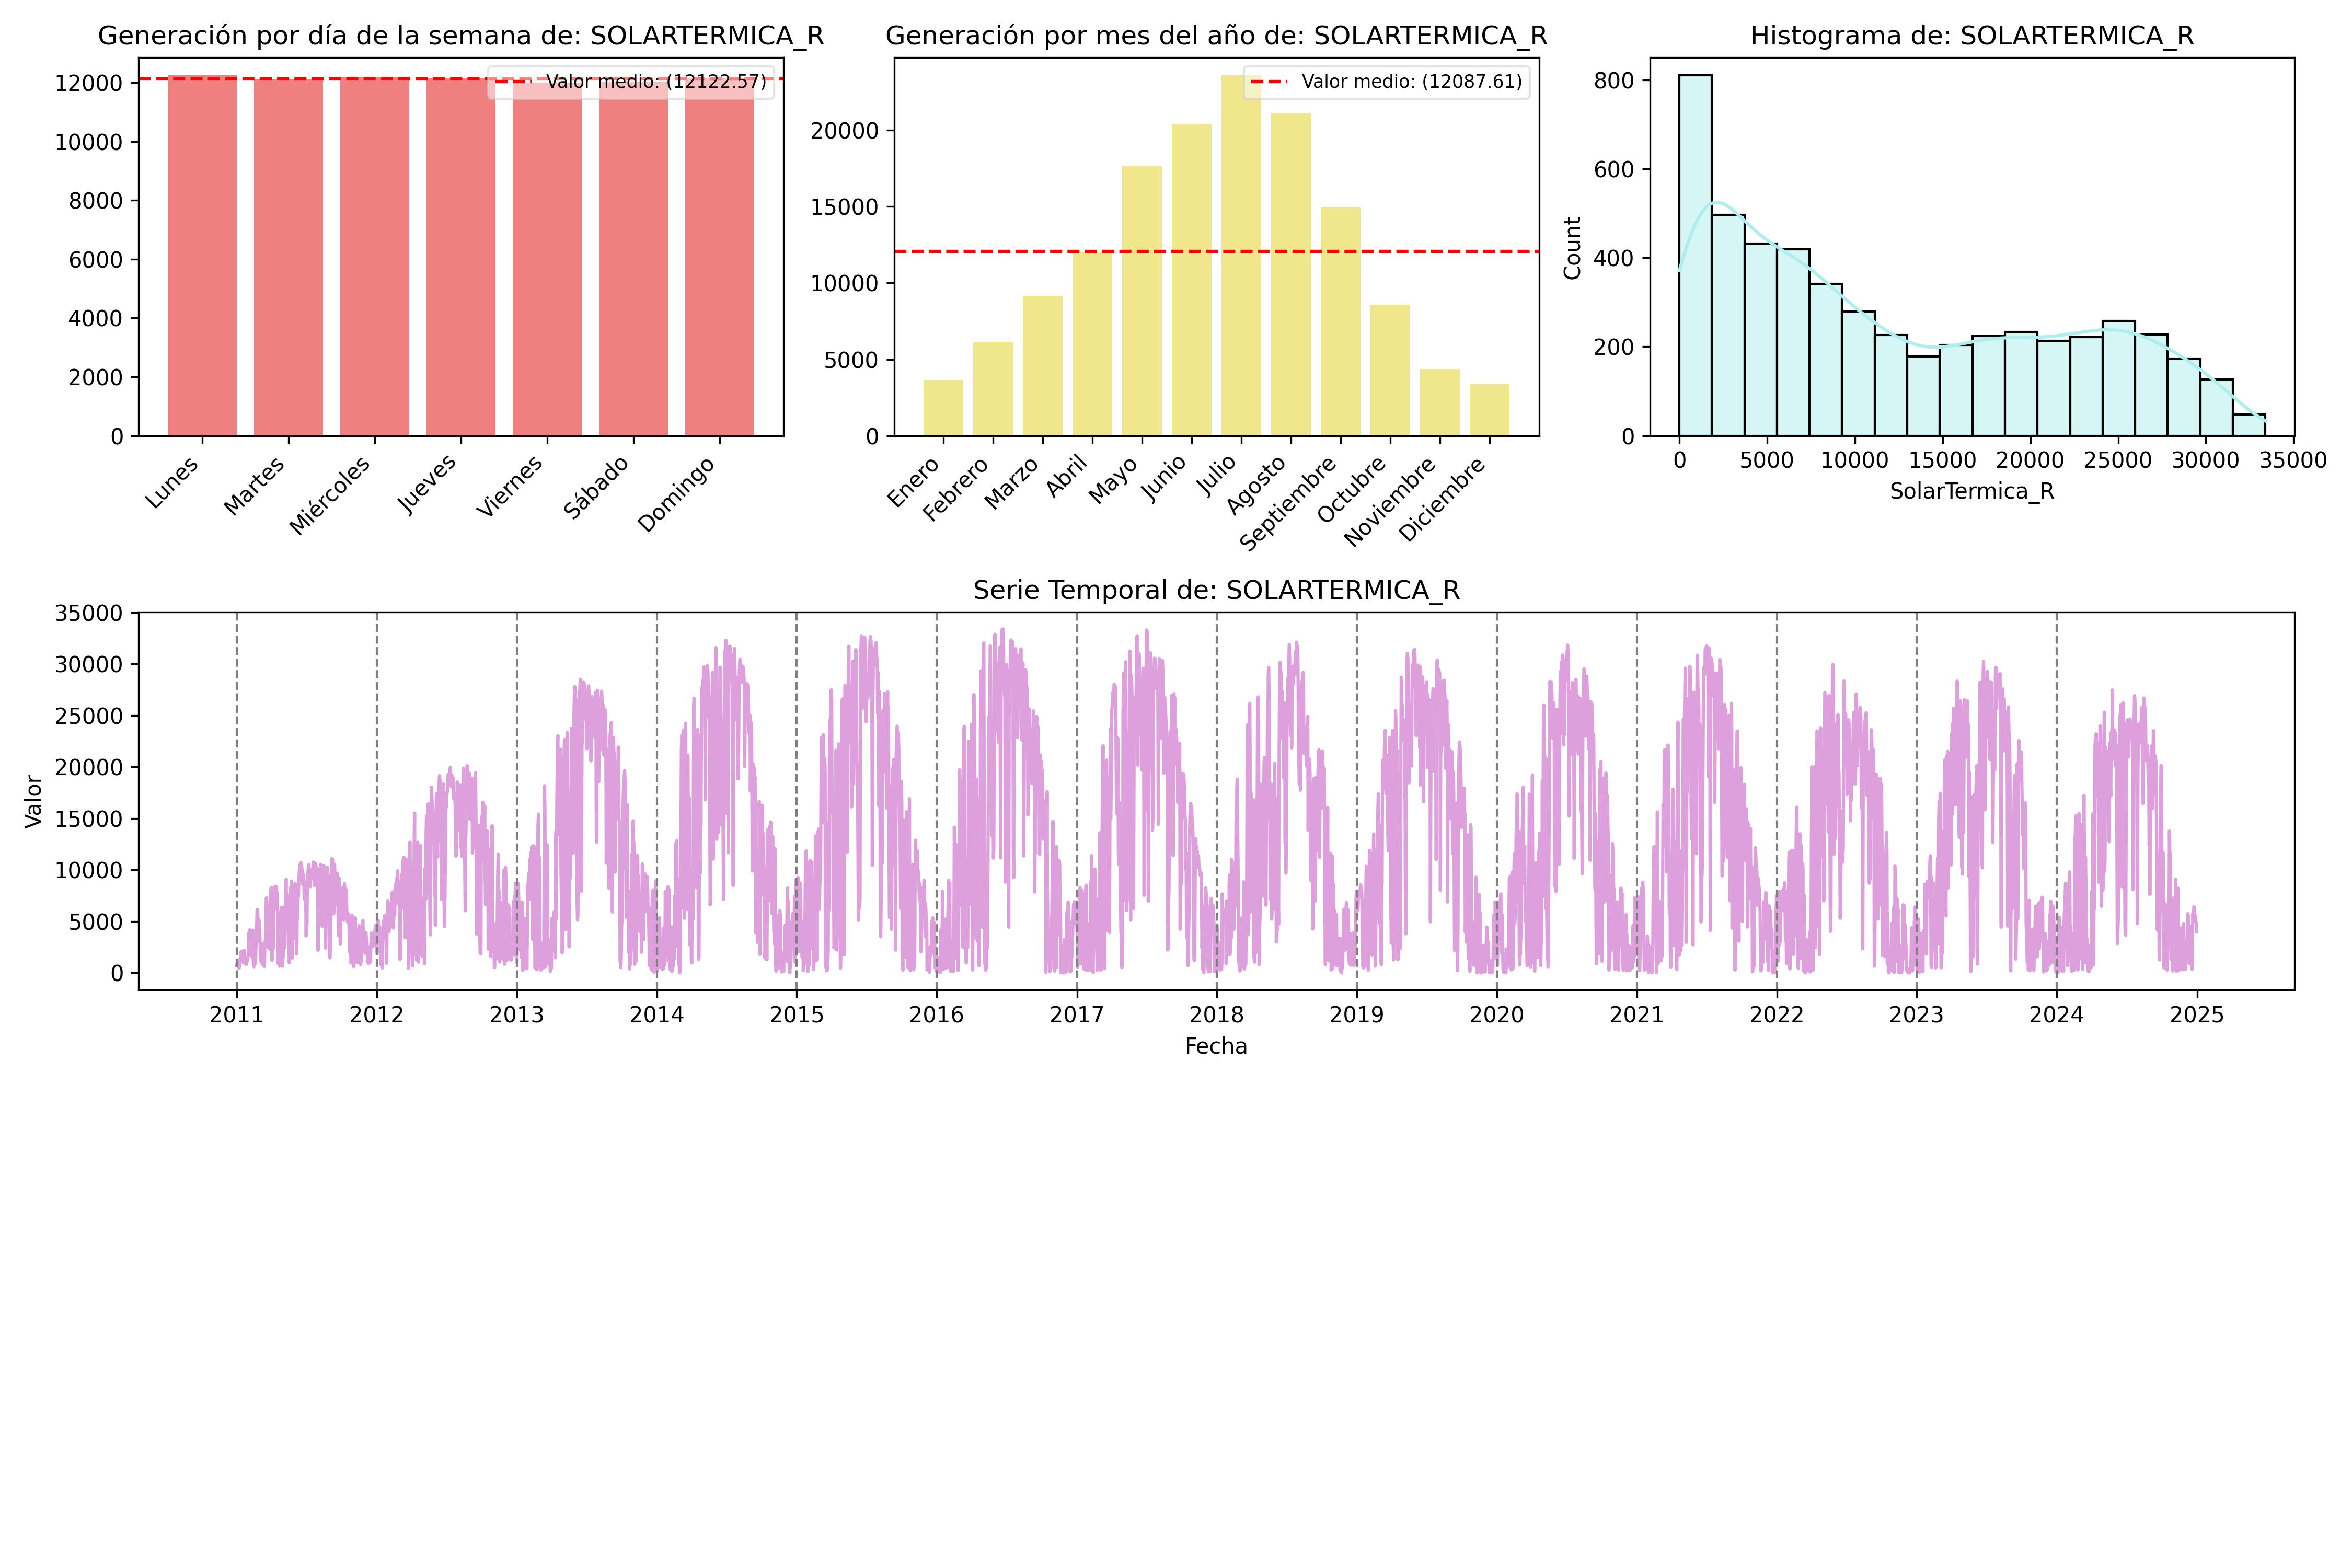 Generación por día de la semana de: SOLARTERMICA_R
12000
10000
8000
6000
4000
2000
0
Valor medio: (12122.57)
Lunes
Martes
Miércoles
Jueves
Viernes
Sábado
Domingo
Generación por mes del año de: SOLARTERMICA_R
20000
15000
10000
5000
0
Valor medio: (12087.61)
Enero
Febrero
Marzo
Abril
Mayo
Junio
Julio
Agosto
Septiembre
Octubre
Noviembre
Diciembre
Histograma de: SOLARTERMICA_R
Count
800
600
400
200
0
0 5000 10000 15000 20000 25000 30000 35000
SolarTermica_R
Serie Temporal de: SOLARTERMICA_R
Valor
35000
30000
25000
20000
15000
10000
5000
0
2011 2012 2013 2014 2015 2016 2017 2018 2019 2020 2021 2022 2023 2024 2025
Fecha